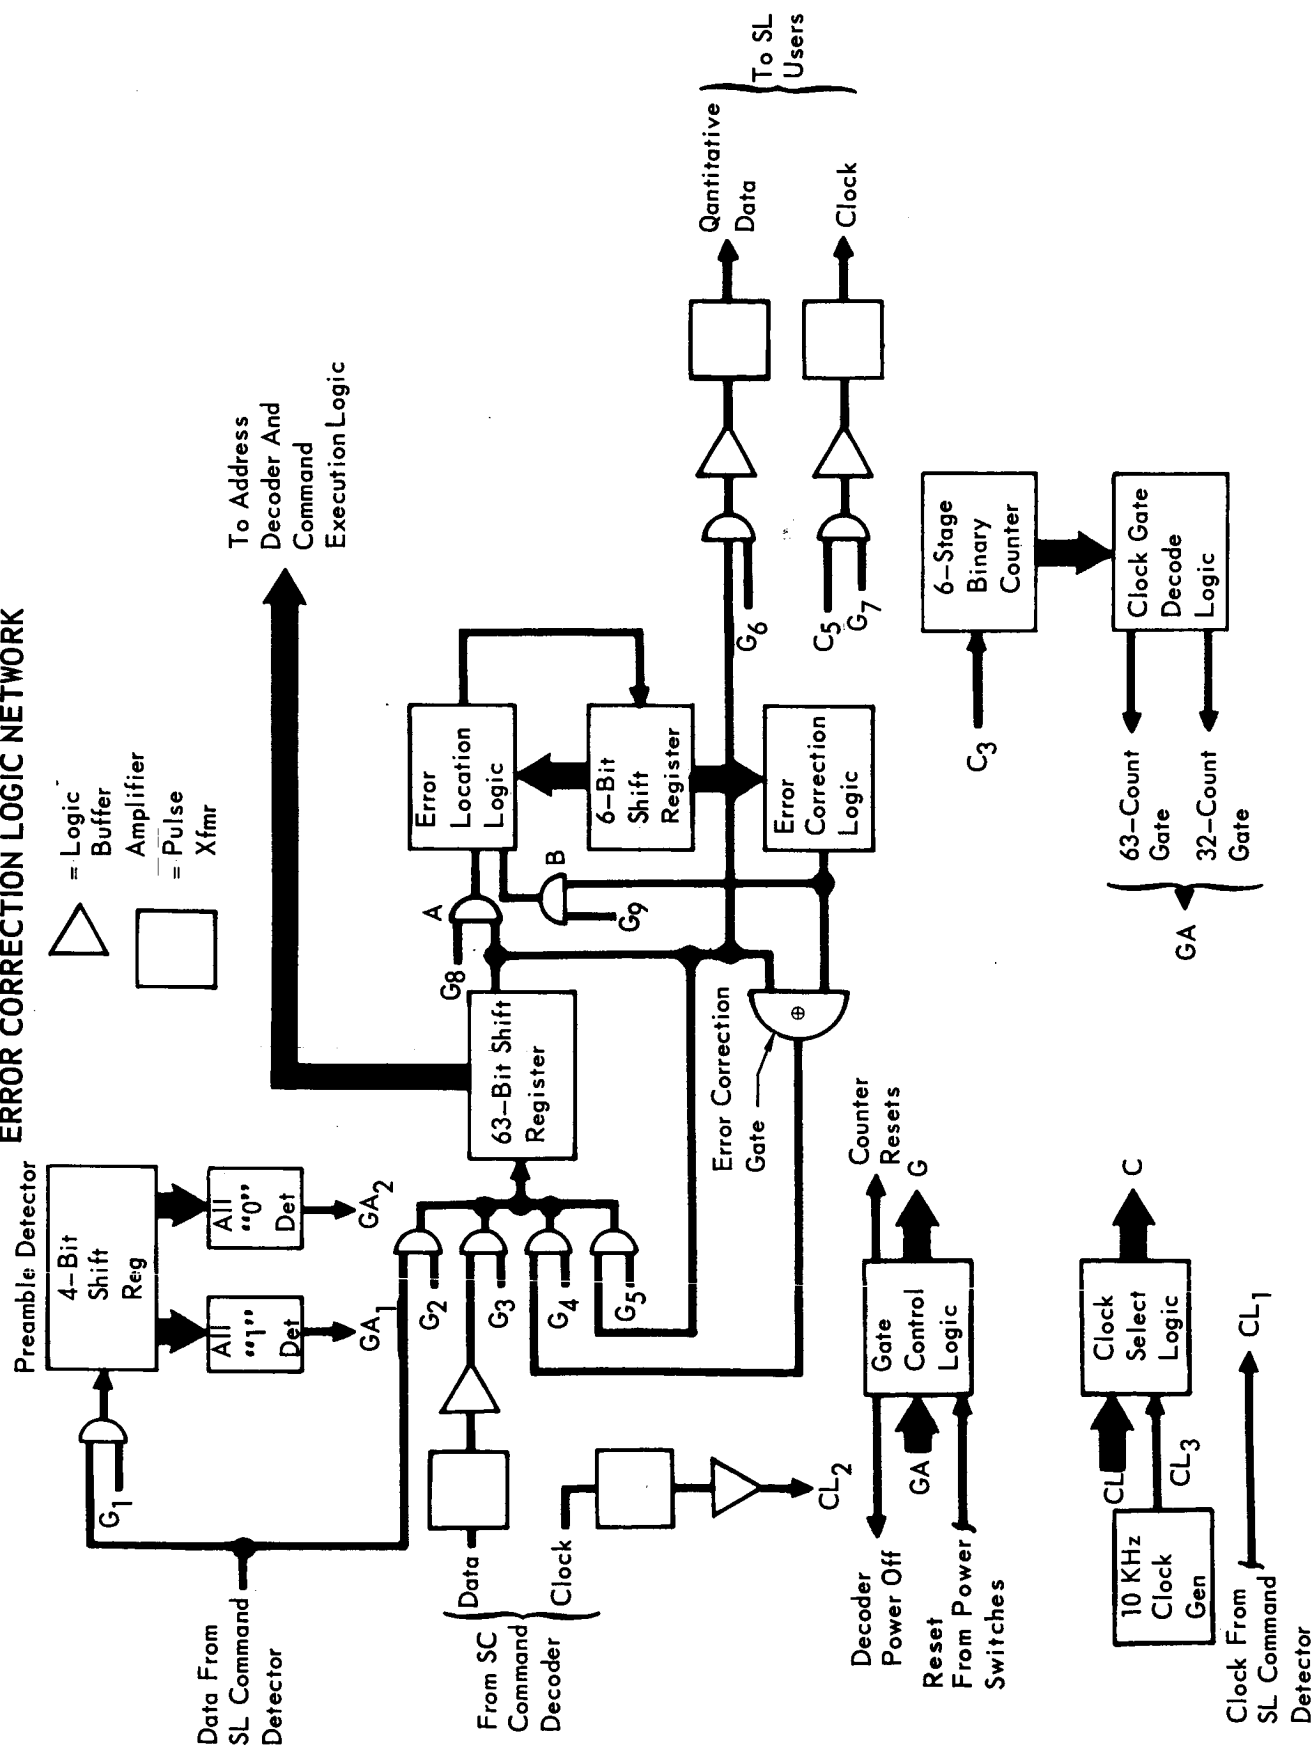 ERROR CORRECTION LOGIC NETWORK
= Logic
Buffer
Amplifier
= Pulse
Xfmr
Preamble Detector
4-Bit
Shift
Reg
All
"1"
Det
All
"0"
Det
GA1
GA2
G1
Data From
SL Command
Detector
To Address
Decoder And
Command
Execution Logic
G2
G3
G4
G5
63-Bit Shift
Register
G8
A
B
G9
Error
Location
Logic
6-Bit
Shift
Register
Error
Correction
Logic
Error Correction
Gate
⊕
G6
C5
G7
Qantitative
Data
Clock
To SL
Users
Data
Clock
From SC
Command
Decoder
CL2
Decoder
Power Off
GA
Reset
From Power
Switches
Gate
Control
Logic
Counter
Resets
G
C3
6-Stage
Binary
Counter
Clock Gate
Decode
Logic
63-Count
Gate
32-Count
Gate
GA
10 KHz
Clock
Gen
CL
CL3
Clock
Select
Logic
C
Clock From
SL Command
Detector
CL1